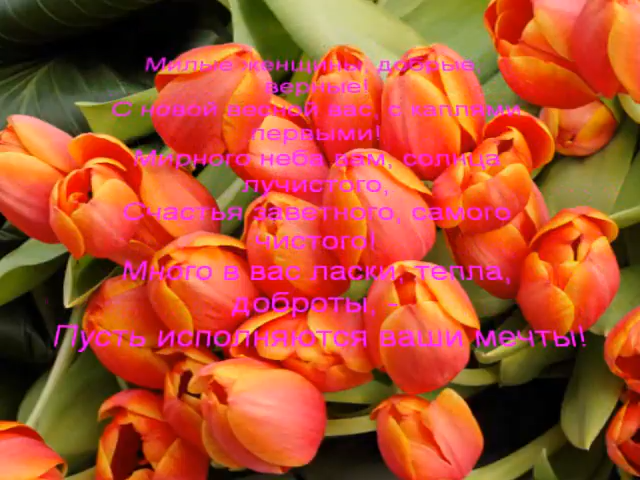 Милые женщины, добрые,
верные!
С новой весной вас, с каплями
первыми!
Мирного неба вам, солнца
лучистого,
Счастья заветного, самого
чистого!
Много в вас ласки, тепла,
доброты, -
Пусть исполняются ваши мечты!